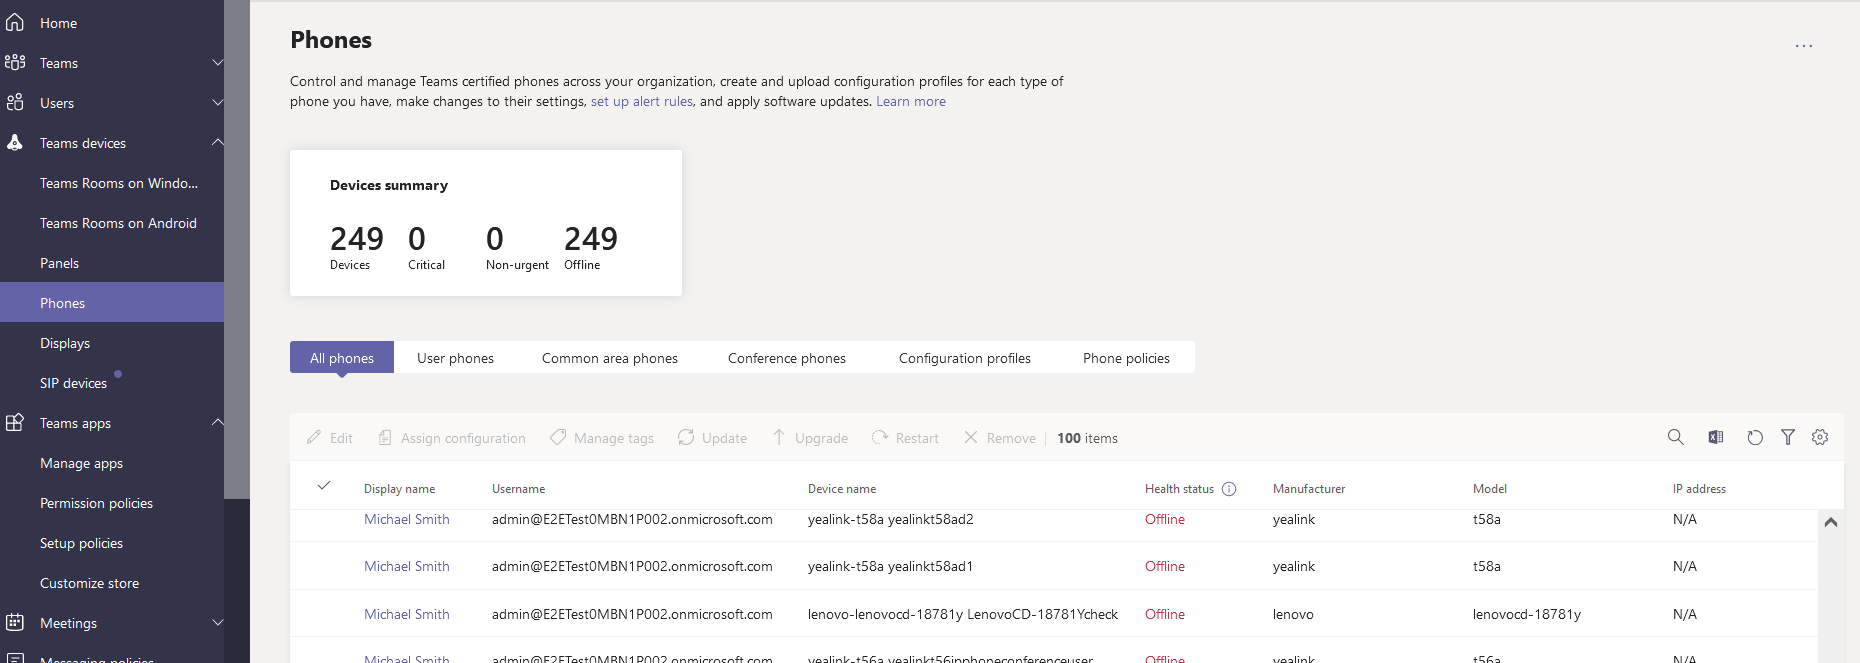 Home
Teams
Users
Teams devices
Teams Rooms on Windo...
Teams Rooms on Android
Panels
Phones
Displays
SIP devices
Teams apps
Manage apps
Permission policies
Setup policies
Customize store
Meetings
Messaging policies
Phones
...
Control and manage Teams certified phones across your organization, create and upload configuration profiles for each type of
phone you have, make changes to their settings, set up alert rules, and apply software updates. Learn more
Devices summary
249 0 0 249
Devices Critical Non-urgent Offline
All phones User phones Common area phones Conference phones Configuration profiles Phone policies
Edit Assign configuration Manage tags Update Upgrade Restart Remove 100 items
Display name Username Device name Health status Manufacturer Model IP address
Michael Smith admin@E2ETest0MBN1P002.onmicrosoft.com yealink-t58a yealinkt58ad2 Offline yealink t58a N/A
Michael Smith admin@E2ETest0MBN1P002.onmicrosoft.com yealink-t58a yealinkt58ad1 Offline yealink t58a N/A
Michael Smith admin@E2ETest0MBN1P002.onmicrosoft.com lenovo-lenovocd-18781y LenovoCD-18781Ycheck Offline lenovo lenovocd-18781y N/A
Michael Smith admin@E2ETest0MBN1P002.onmicrosoft.com yealink-t56a yealinkt56ipphoneconferenceuser Offline yealink t56a N/A